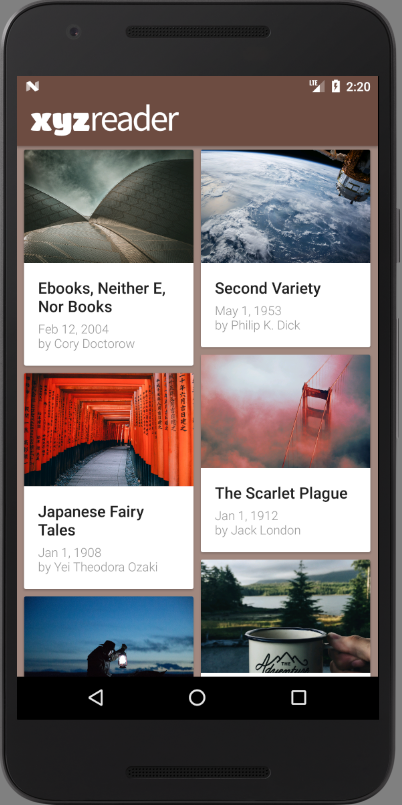 LTE 2:20
xyzreader
Ebooks, Neither E,
Nor Books
Feb 12, 2004
by Cory Doctorow
Second Variety
May 1, 1953
by Philip K. Dick
Japanese Fairy
Tales
Jan 1, 1908
by Yei Theodora Ozaki
The Scarlet Plague
Jan 1, 1912
by Jack London
THE
Adventure